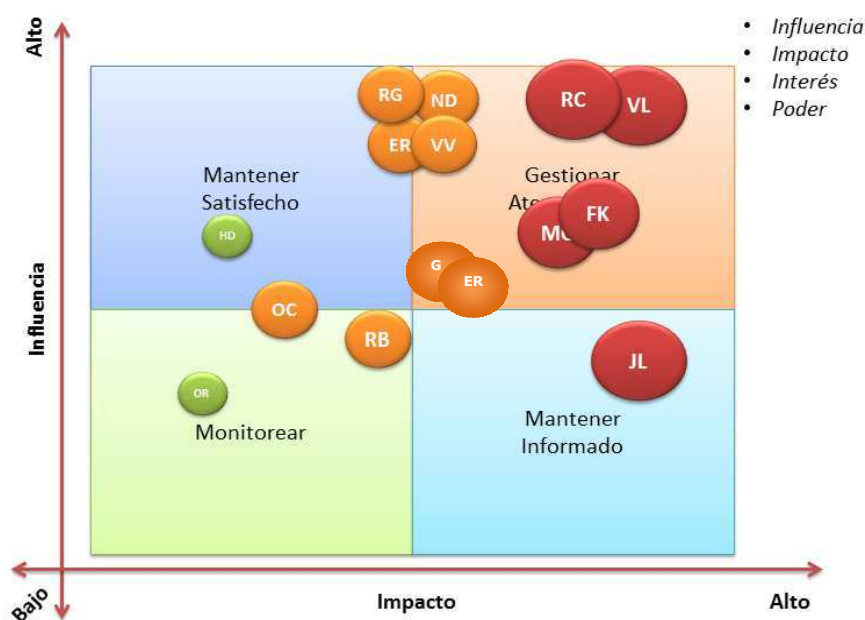 Alto
• Influencia
• Impacto
• Interés
• Poder
RG
ND
RC
VL
ER
VV
Mantener
Satisfecho
Gestionar
FK
HD
G
ER
OC
RB
JL
OR
Monitorear
Mantener
Informado
Influencia
Bajo
Impacto
Alto